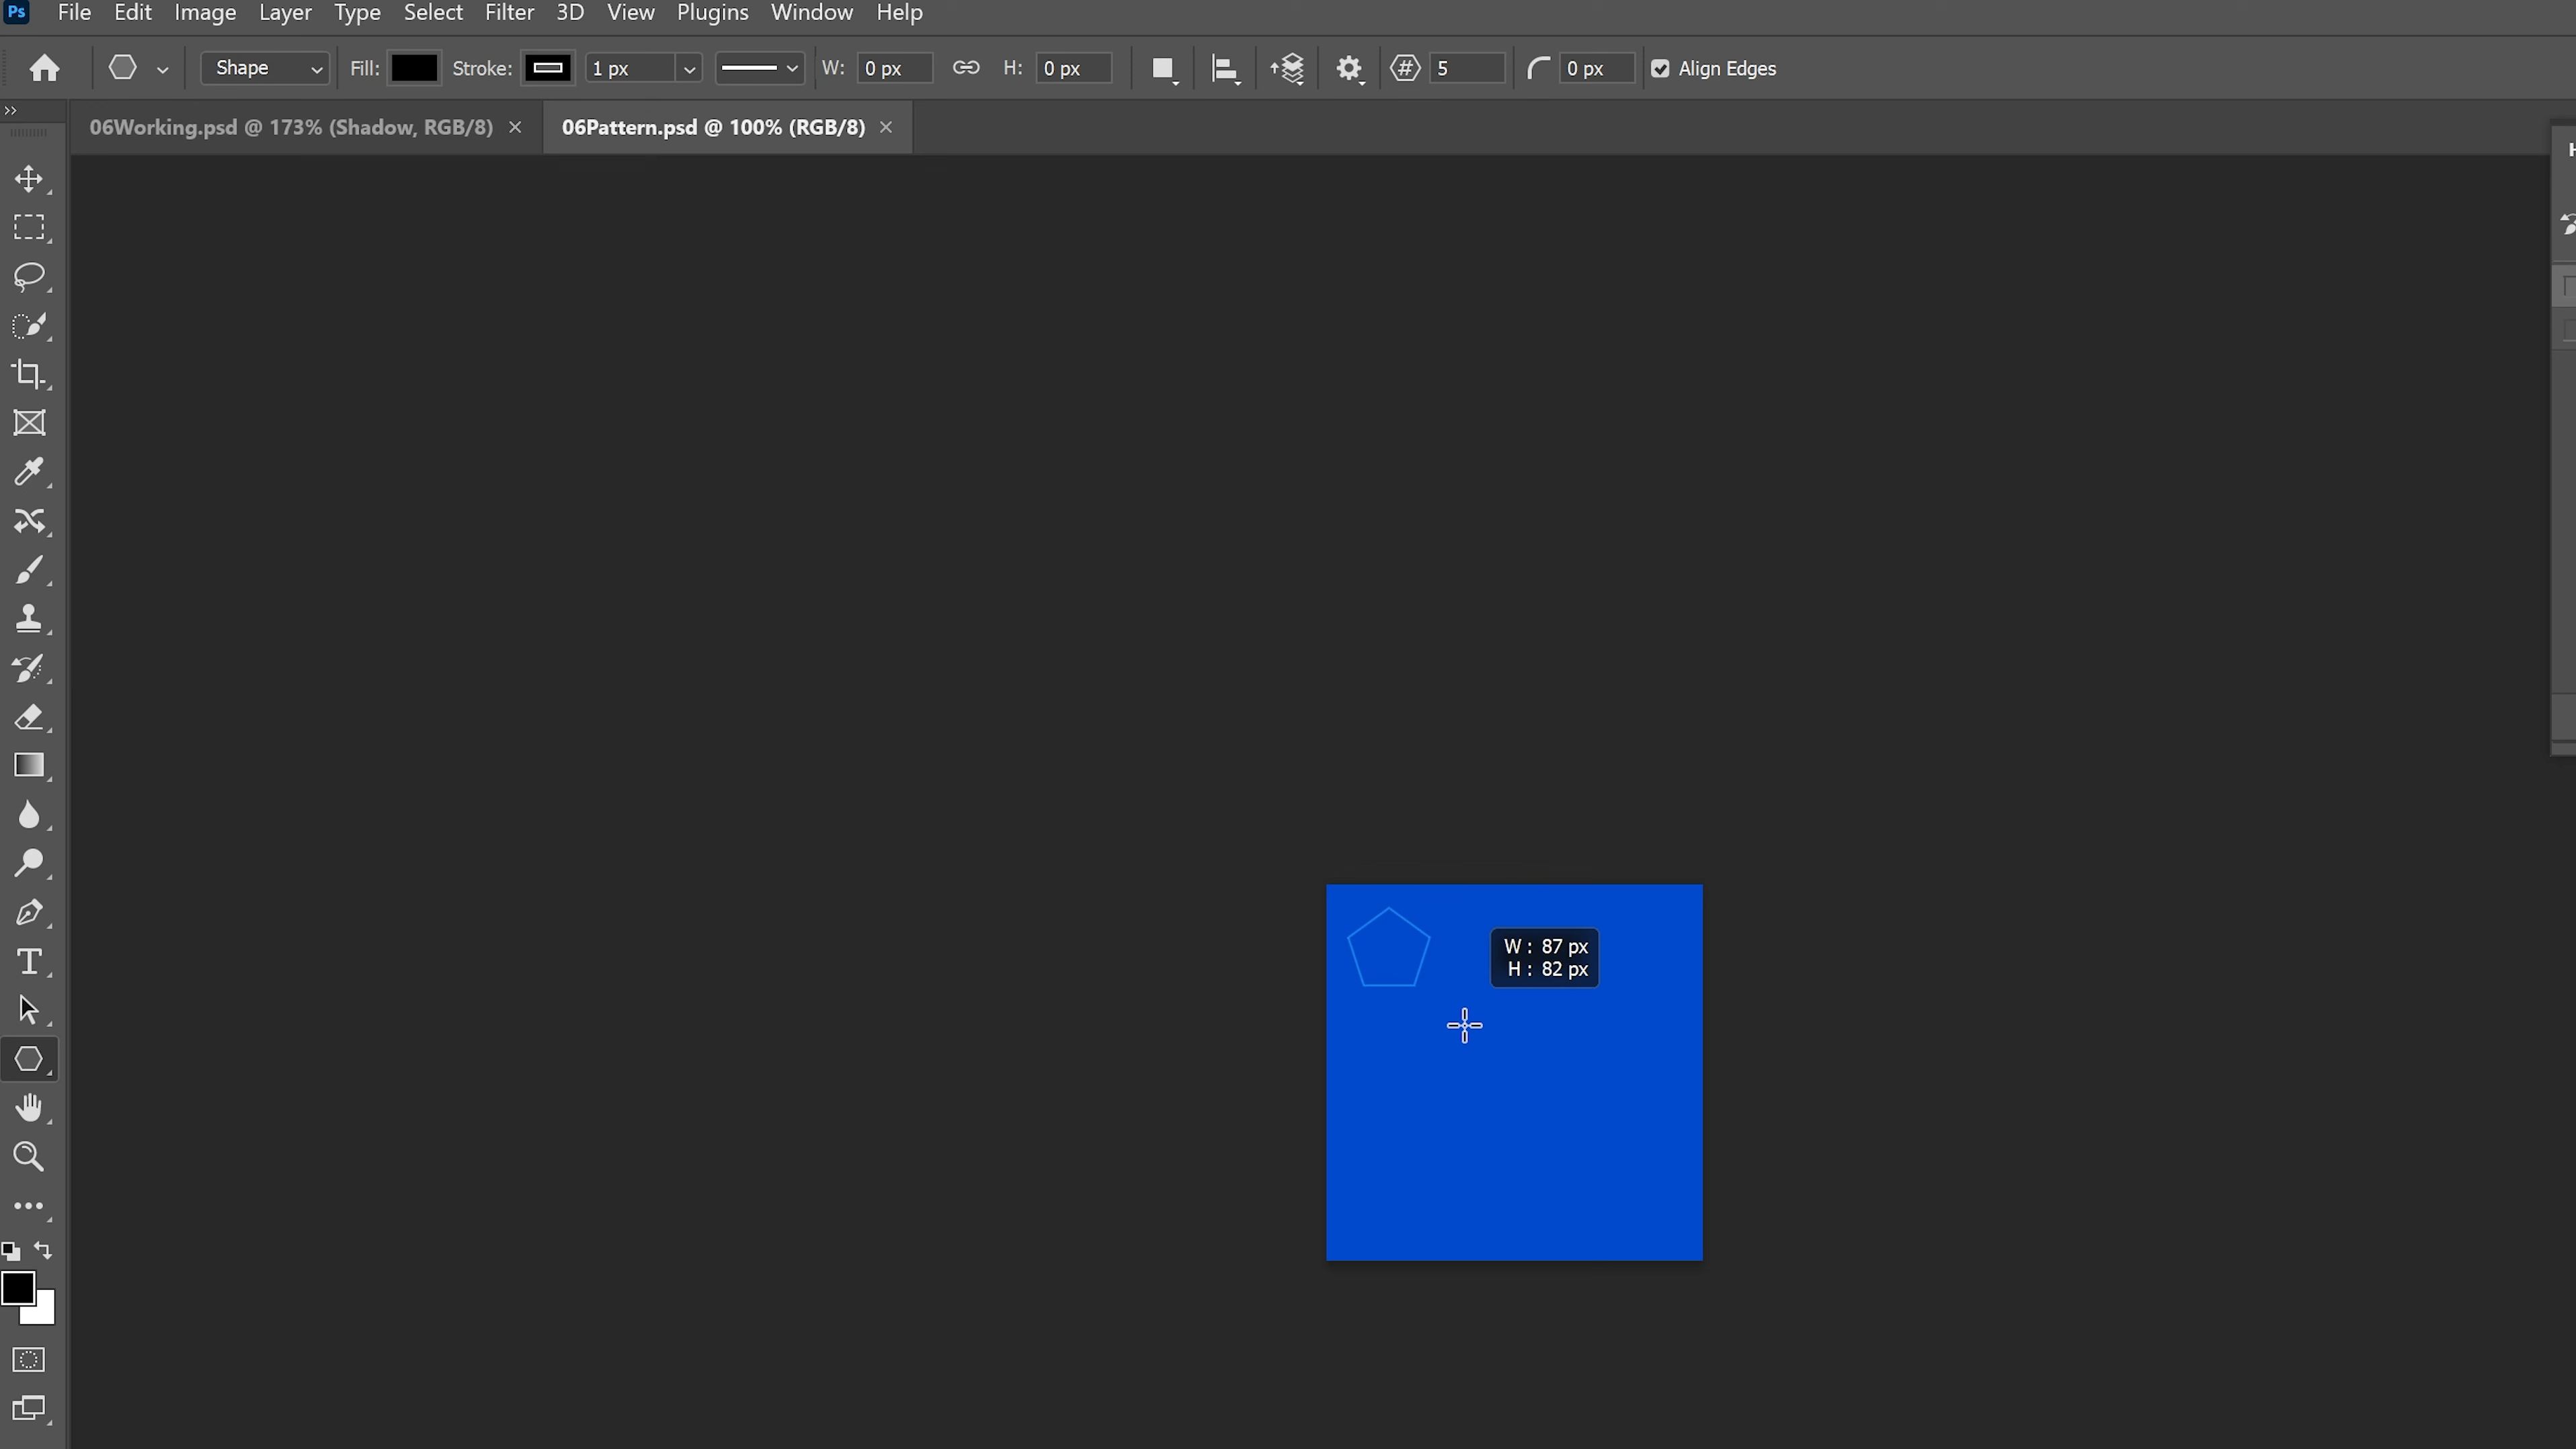 Ps File Edit Image Layer Type Select Filter 3D View Plugins Window Help
Shape Fill: Stroke: 1 px W: 0 px H: 0 px # 5 0 px Align Edges
06Working.psd @ 173% (Shadow, RGB/8) × 06Pattern.psd @ 100% (RGB/8) ×
W : 87 px
H : 82 px
T